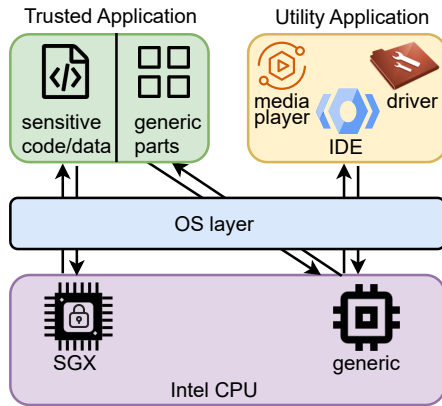 Trusted Application
Utility Application
sensitive
code/data
generic
parts
media
player
driver
IDE
OS layer
SGX
generic
Intel CPU